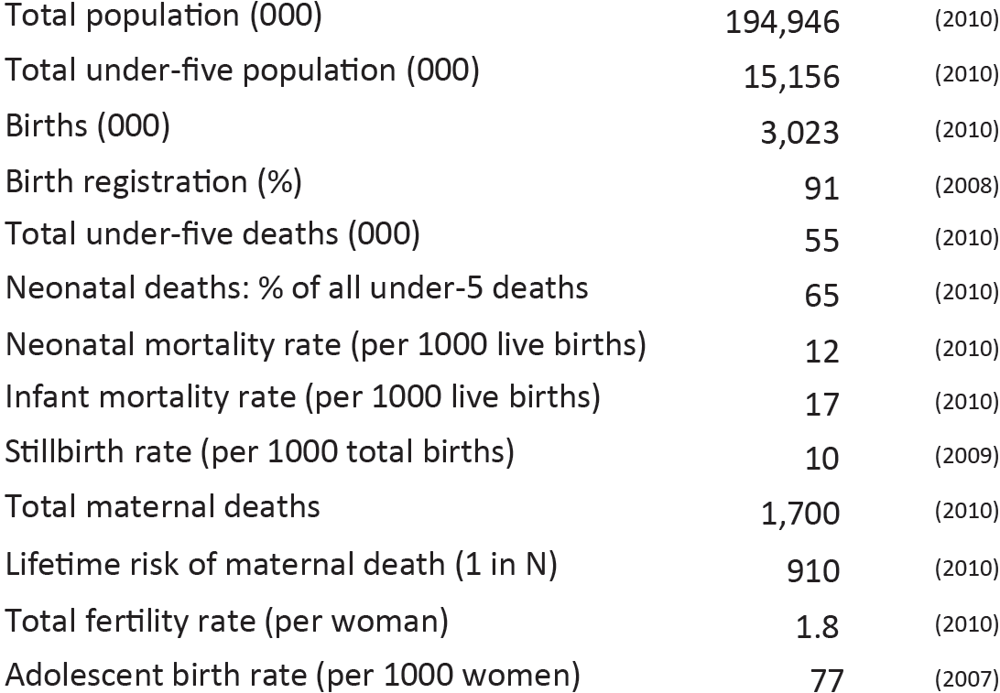 Total population (000) 194,946 (2010)
Total under-five population (000) 15,156 (2010)
Births (000) 3,023 (2010)
Birth registration (%) 91 (2008)
Total under-five deaths (000) 55 (2010)
Neonatal deaths: % of all under-5 deaths 65 (2010)
Neonatal mortality rate (per 1000 live births) 12 (2010)
Infant mortality rate (per 1000 live births) 17 (2010)
Stillbirth rate (per 1000 total births) 10 (2009)
Total maternal deaths 1,700 (2010)
Lifetime risk of maternal death (1 in N) 910 (2010)
Total fertility rate (per woman) 1.8 (2010)
Adolescent birth rate (per 1000 women) 77 (2007)